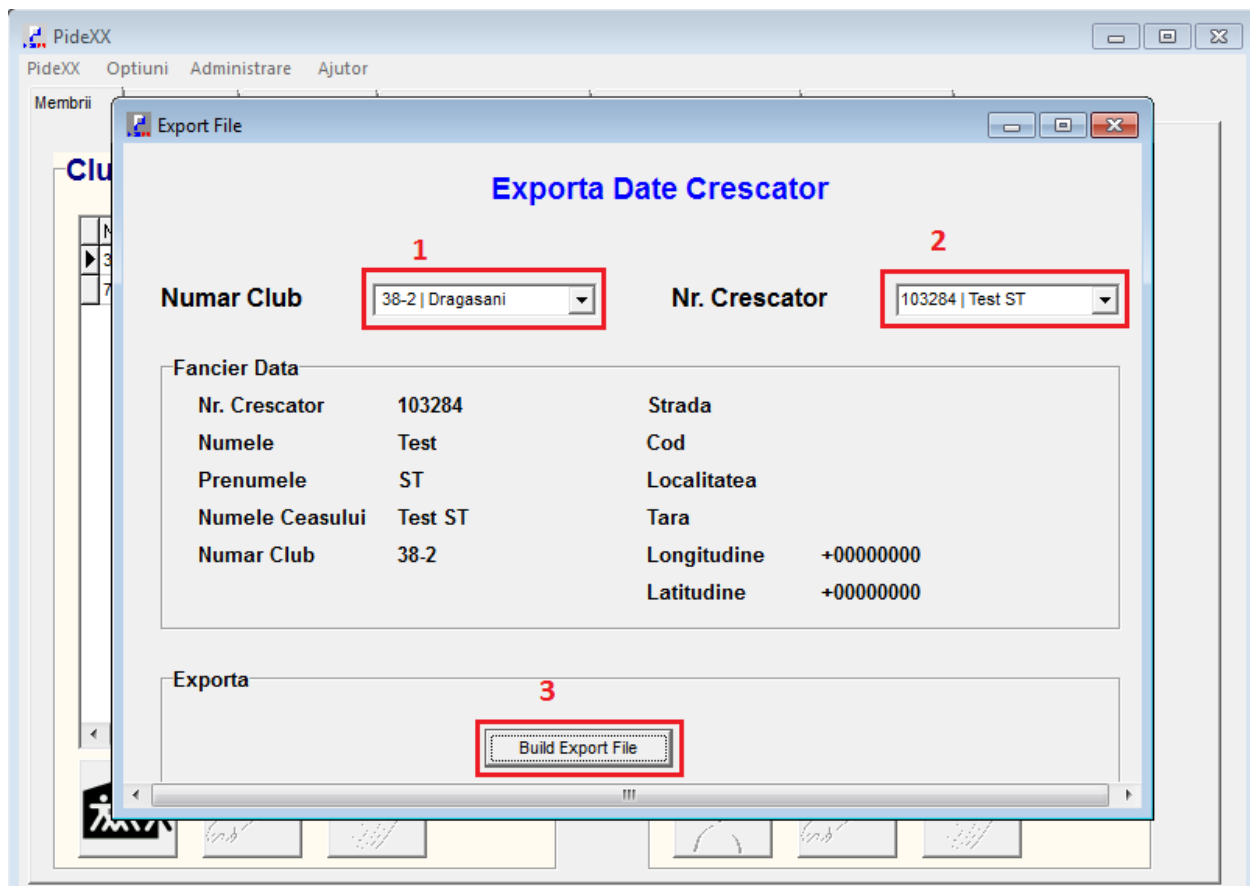 PideXX
PideXX Optiuni Administrare Ajutor
Membrii
Export File
Clu
Exporta Date Crescator
1
2
Numar Club 38-2 | Dragasani Nr. Crescator 103284 | Test ST
N
3
7
Fancier Data
Nr. Crescator 103284 Strada
Numele Test Cod
Prenumele ST Localitatea
Numele Ceasului Test ST Tara
Numar Club 38-2 Longitudine +00000000
Latitudine +00000000
Exporta
3
Build Export File